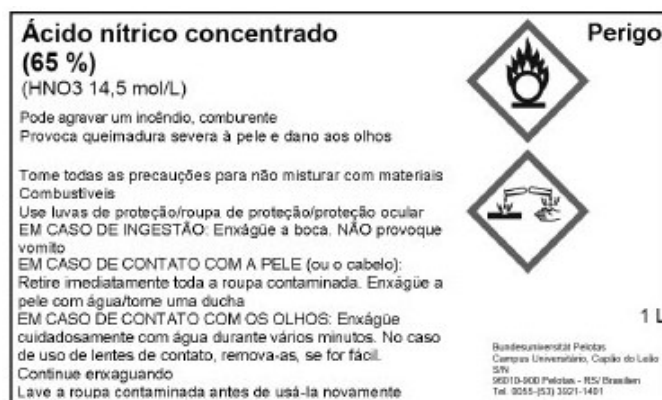 Ácido nítrico concentrado
(65 %)
(HNO3 14,5 mol/L)
Perigo
Pode agravar um incêndio, comburente
Provoca queimadura severa à pele e dano aos olhos
Tome todas as precauções para não misturar com materiais
Combustíveis
Use luvas de proteção/roupa de proteção/proteção ocular
EM CASO DE INGESTÃO: Enxágüe a boca. NÃO provoque
vomito
EM CASO DE CONTATO COM A PELE (ou o cabelo):
Retire imediatamente toda a roupa contaminada. Enxágüe a
pele com água/tome uma ducha
EM CASO DE CONTATO COM OS OLHOS: Enxágüe
cuidadosamente com água durante vários minutos. No caso
de uso de lentes de contato, remova-as, se for fácil.
Continue enxaguando
Lave a roupa contaminada antes de usá-la novamente
1 L
Bundesuniversität Pelotas
Campus Universitário, Capão do Leão
S/N
96010-900 Pelotas - RS/ Brasilien
Tel. 0055-(53) 3921-1401